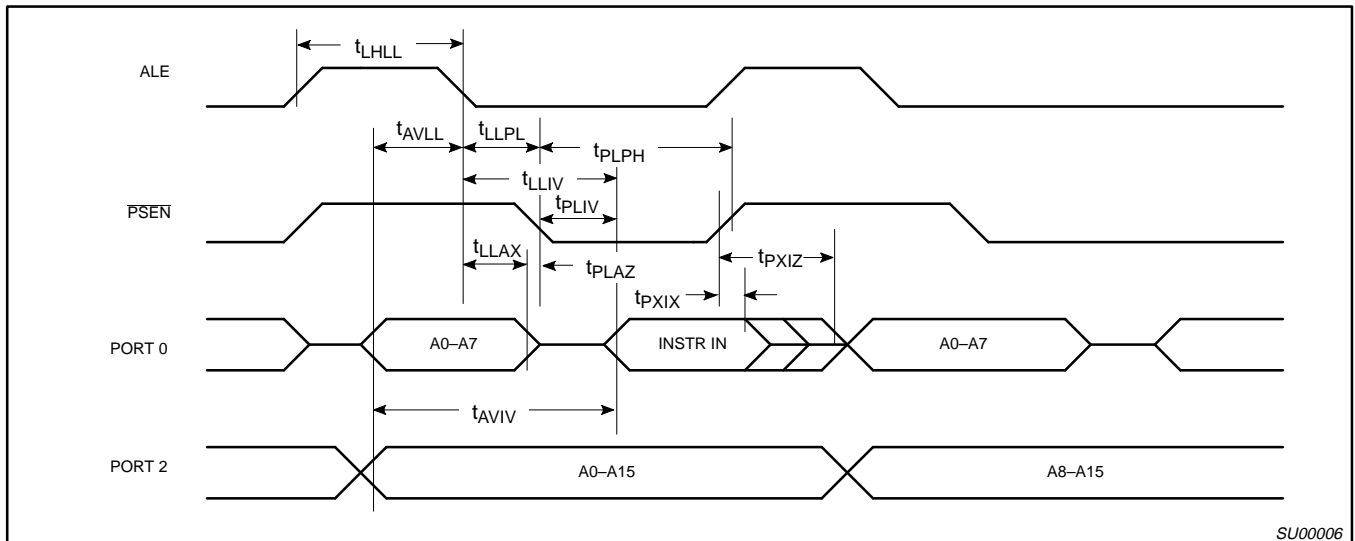 ALE
tLHLL
tAVLL
tLLPL
tPLPH
tLLIV
PSEN
tPLIV
tLLAX
tPLAZ
tPXIZ
tPXIX
PORT 0
A0–A7
INSTR IN
A0–A7
tAVIV
PORT 2
A0–A15
A8–A15
SU00006